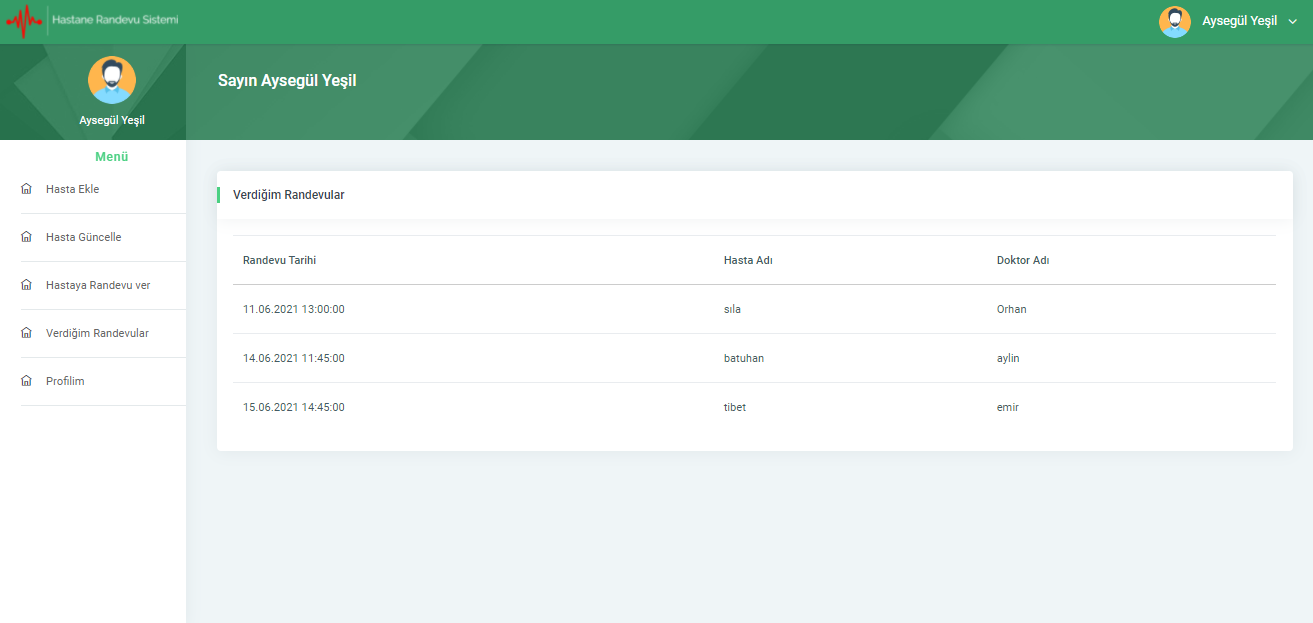 Hastane Randevu Sistemi
Aysegül Yeşil
Aysegül Yeşil
Sayın Aysegül Yeşil
Menü
Hasta Ekle
Hasta Güncelle
Hastaya Randevu ver
Verdiğim Randevular
Profilim
Verdiğim Randevular
Randevu Tarihi Hasta Adı Doktor Adı
11.06.2021 13:00:00 sıla Orhan
14.06.2021 11:45:00 batuhan aylin
15.06.2021 14:45:00 tibet emir